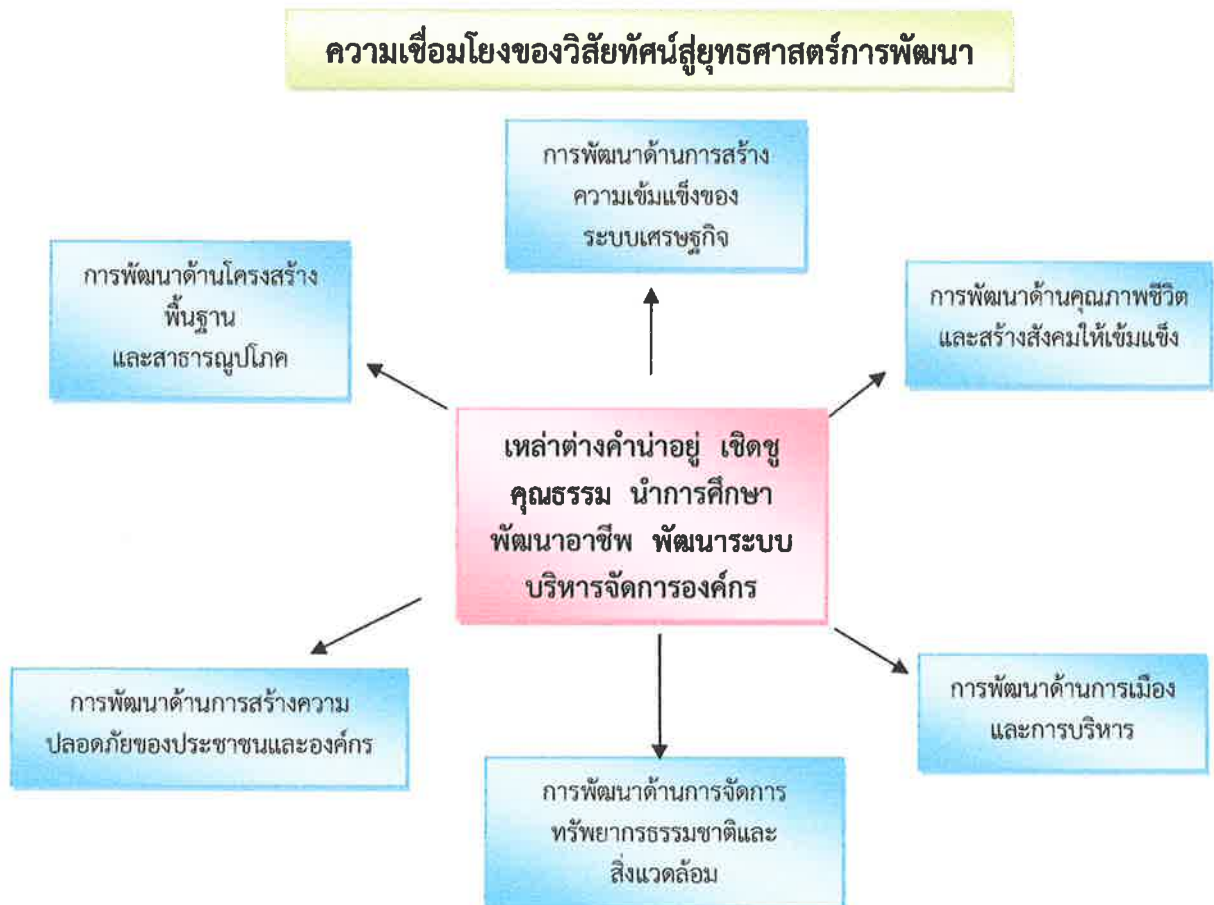 ความเชื่อมโยงของวิสัยทัศน์สู่ยุทธศาสตร์การพัฒนา
การพัฒนาด้านการสร้าง
ความเข้มแข็งของ
ระบบเศรษฐกิจ
การพัฒนาด้านโครงสร้าง
พื้นฐาน
และสาธารณูปโภค
การพัฒนาด้านคุณภาพชีวิต
และสร้างสังคมให้เข้มแข็ง
เหล่าต่างคำน่าอยู่ เชิดชู
คุณธรรม นำการศึกษา
พัฒนาอาชีพ พัฒนาระบบ
บริหารจัดการองค์กร
การพัฒนาด้านการสร้างความ
ปลอดภัยของประชาชนและองค์กร
การพัฒนาด้านการเมือง
และการบริหาร
การพัฒนาด้านการจัดการ
ทรัพยากรธรรมชาติและ
สิ่งแวดล้อม